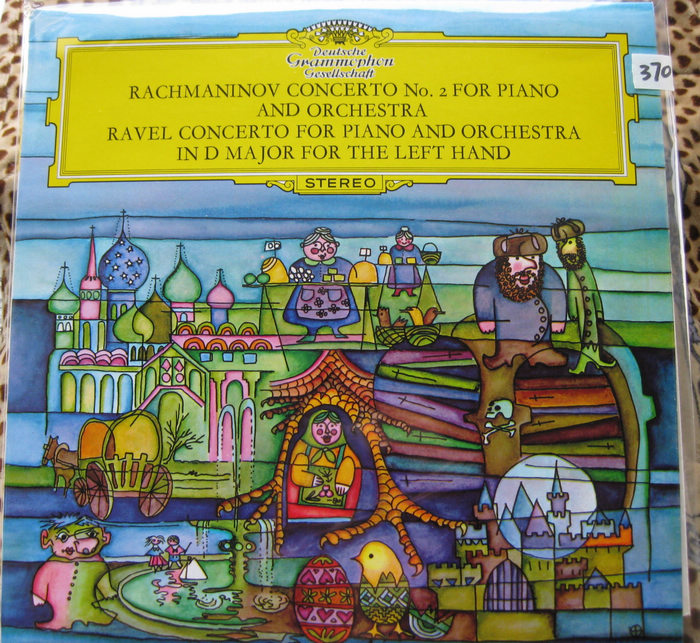 Deutsche
Grammophon
Gesellschaft
370
RACHMANINOV CONCERTO No. 2 FOR PIANO
AND ORCHESTRA
RAVEL CONCERTO FOR PIANO AND ORCHESTRA
IN D MAJOR FOR THE LEFT HAND
STEREO